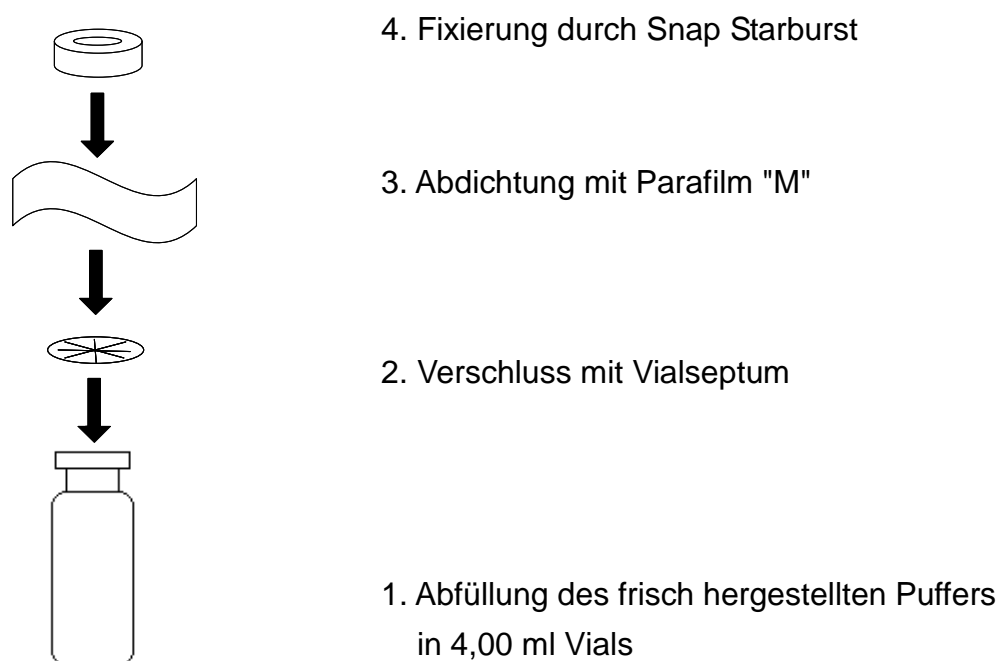 4. Fixierung durch Snap Starburst
3. Abdichtung mit Parafilm "M"
2. Verschluss mit Vialseptum
1. Abfüllung des frisch hergestellten Puffers
in 4,00 ml Vials